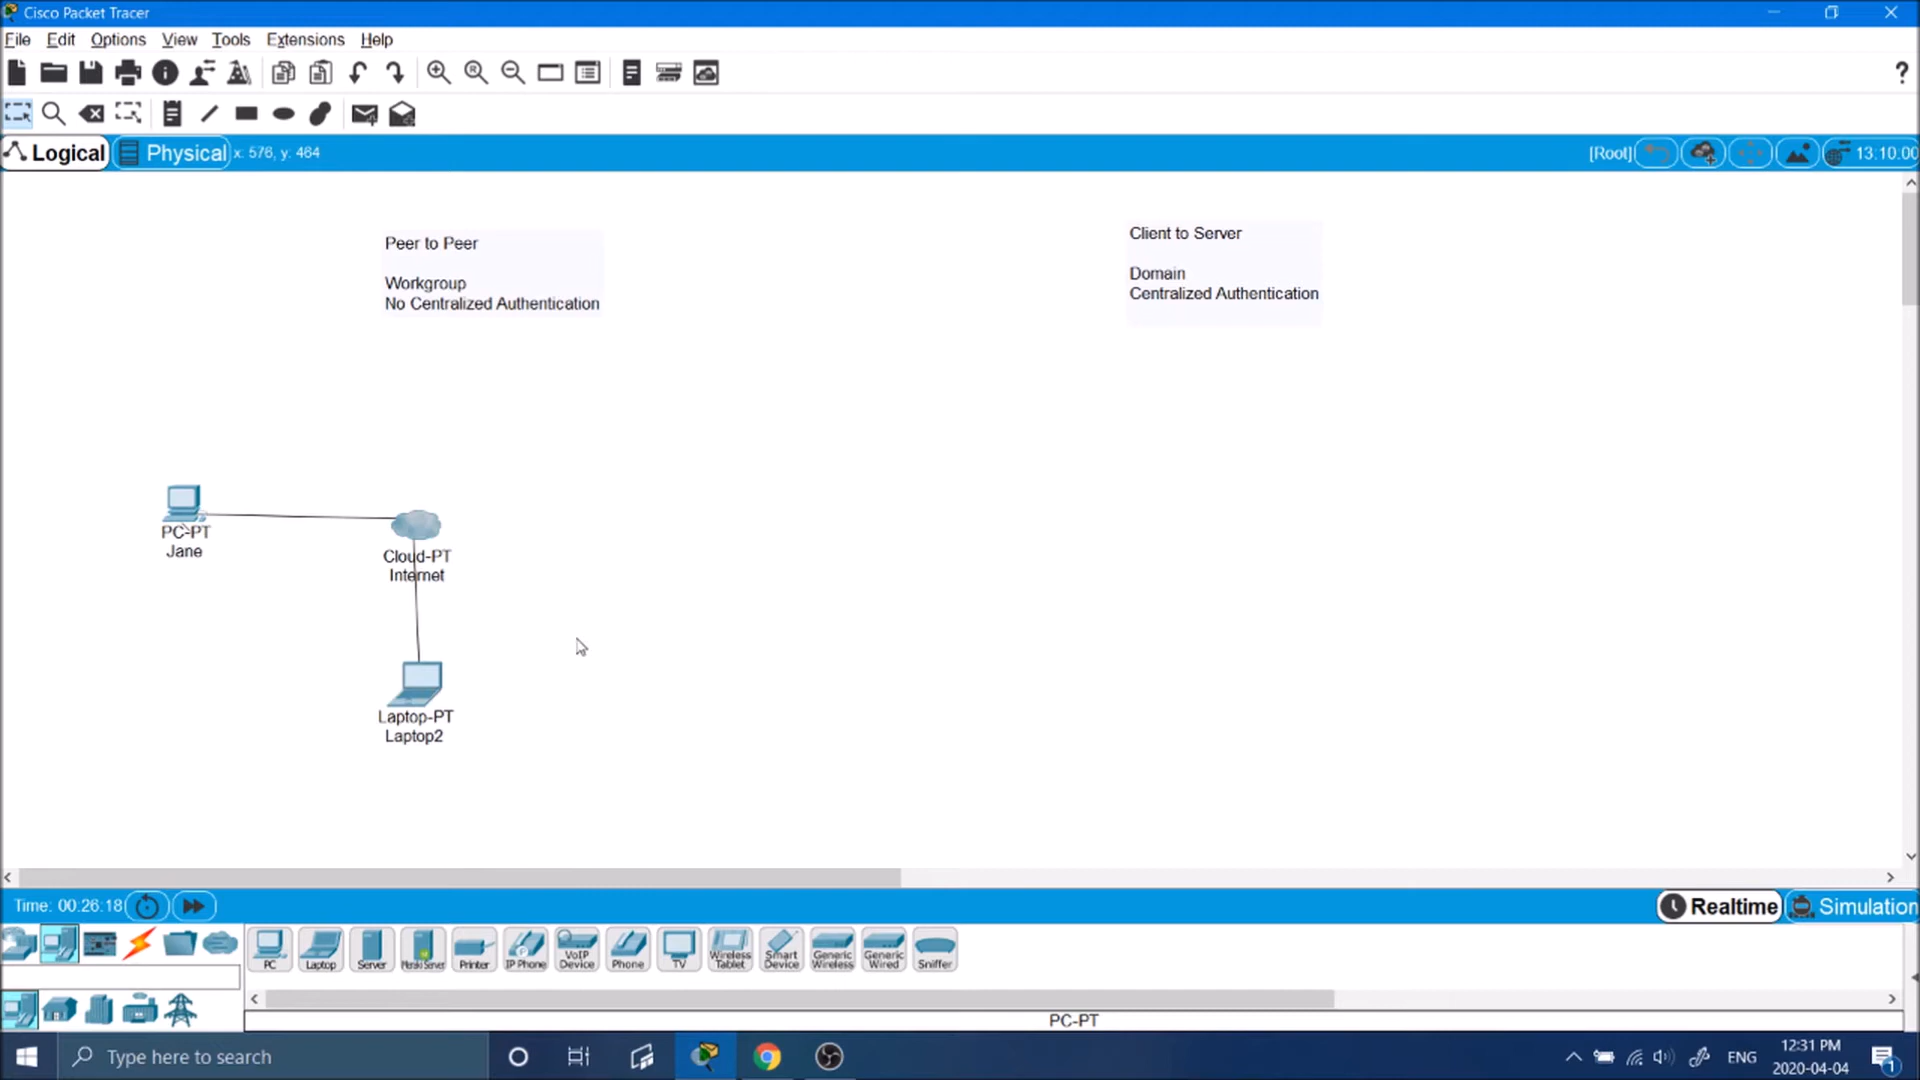 Cisco Packet Tracer
File Edit Options View Tools Extensions Help
?
Logical Physical x: 576, y: 464 [Root] 13:10.00
Peer to Peer
Workgroup
No Centralized Authentication
Client to Server
Domain
Centralized Authentication
PC-PT
Jane
Cloud-PT
Internet
Laptop-PT
Laptop2
Time: 00:26:18 Realtime Simulation
PC Laptop Server Meraki Server Printer IP Phone VoIP Device Phone TV Wireless Tablet Smart Device Generic Wireless Generic Wired Sniffer
PC-PT
Type here to search
ENG
12:31 PM
2020-04-04
1